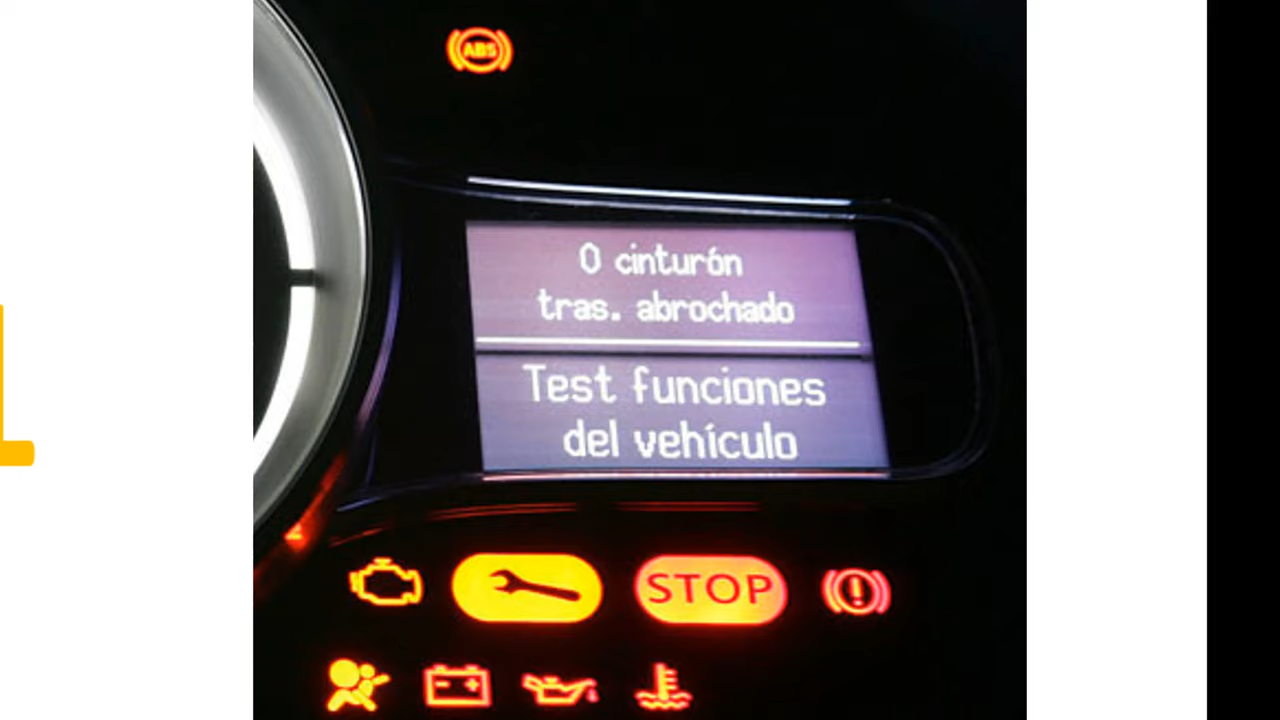 ABS
0 cinturón
tras. abrochado
Test funciones
del vehículo
STOP